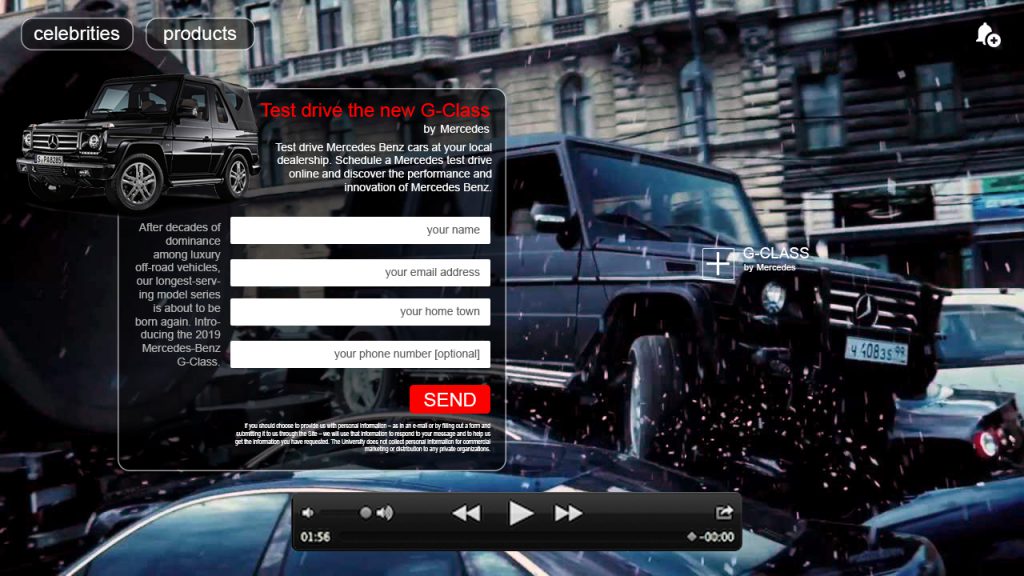 celebrities
products
Test drive the new G-Class
by Mercedes
Test drive Mercedes Benz cars at your local
dealership. Schedule a Mercedes test drive
online and discover the performance and
innovation of Mercedes Benz.
After decades of
dominance
among luxury
off-road vehicles,
our longest-serv-
ing model series
is about to be
born again. Intro-
ducing the 2019
Mercedes-Benz
G-Class.
your name
your email address
your home town
your phone number [optional]
SEND
If you should choose to provide us with personal information – as in an e-mail or by filling out a form and
submitting it to us through the Site – we will use that information to respond to your message and to help us
get the information you have requested. The University does not collect personal information for commercial
marketing or distribution to any private organizations.
G-CLASS
by Mercedes
S PA8285
01:56
-00:00